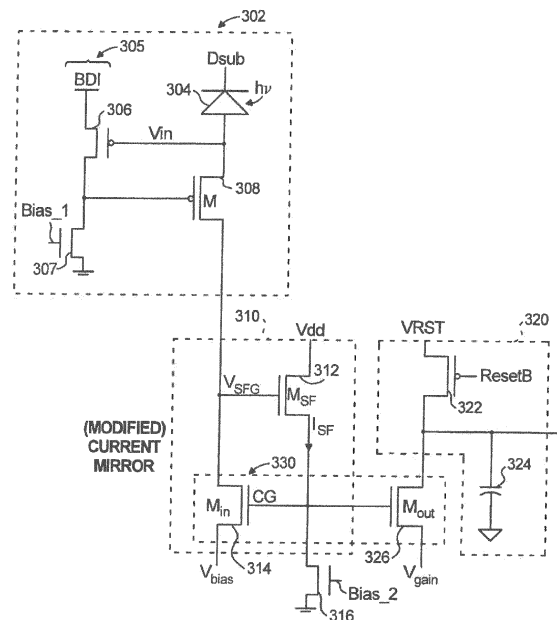 302
305
BDI
Dsub
304
hν
306
Vin
308
M
Bias_1
307
310
320
Vdd
VRST
312
VSFG
MSF
ResetB
322
ISF
(MODIFIED)
CURRENT
MIRROR
330
324
Min
CG
Mout
314
326
Vbias
Vgain
Bias_2
316